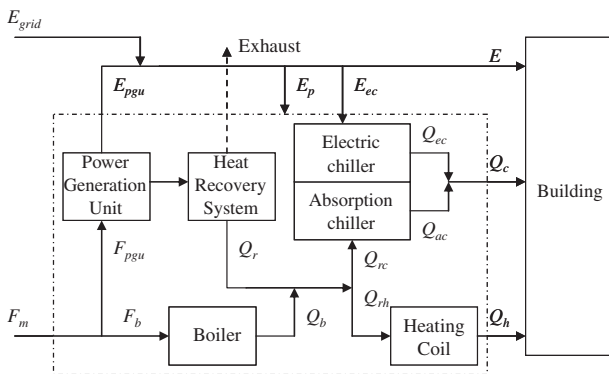 E_grid
Exhaust
E
E_pgu
E_p
E_ec
Electric
chiller
Q_ec
Power
Generation
Unit
Heat
Recovery
System
Absorption
chiller
Q_c
Building
Q_ac
F_pgu
Q_r
Q_rc
Q_rh
F_m
F_b
Boiler
Q_b
Heating
Coil
Q_h